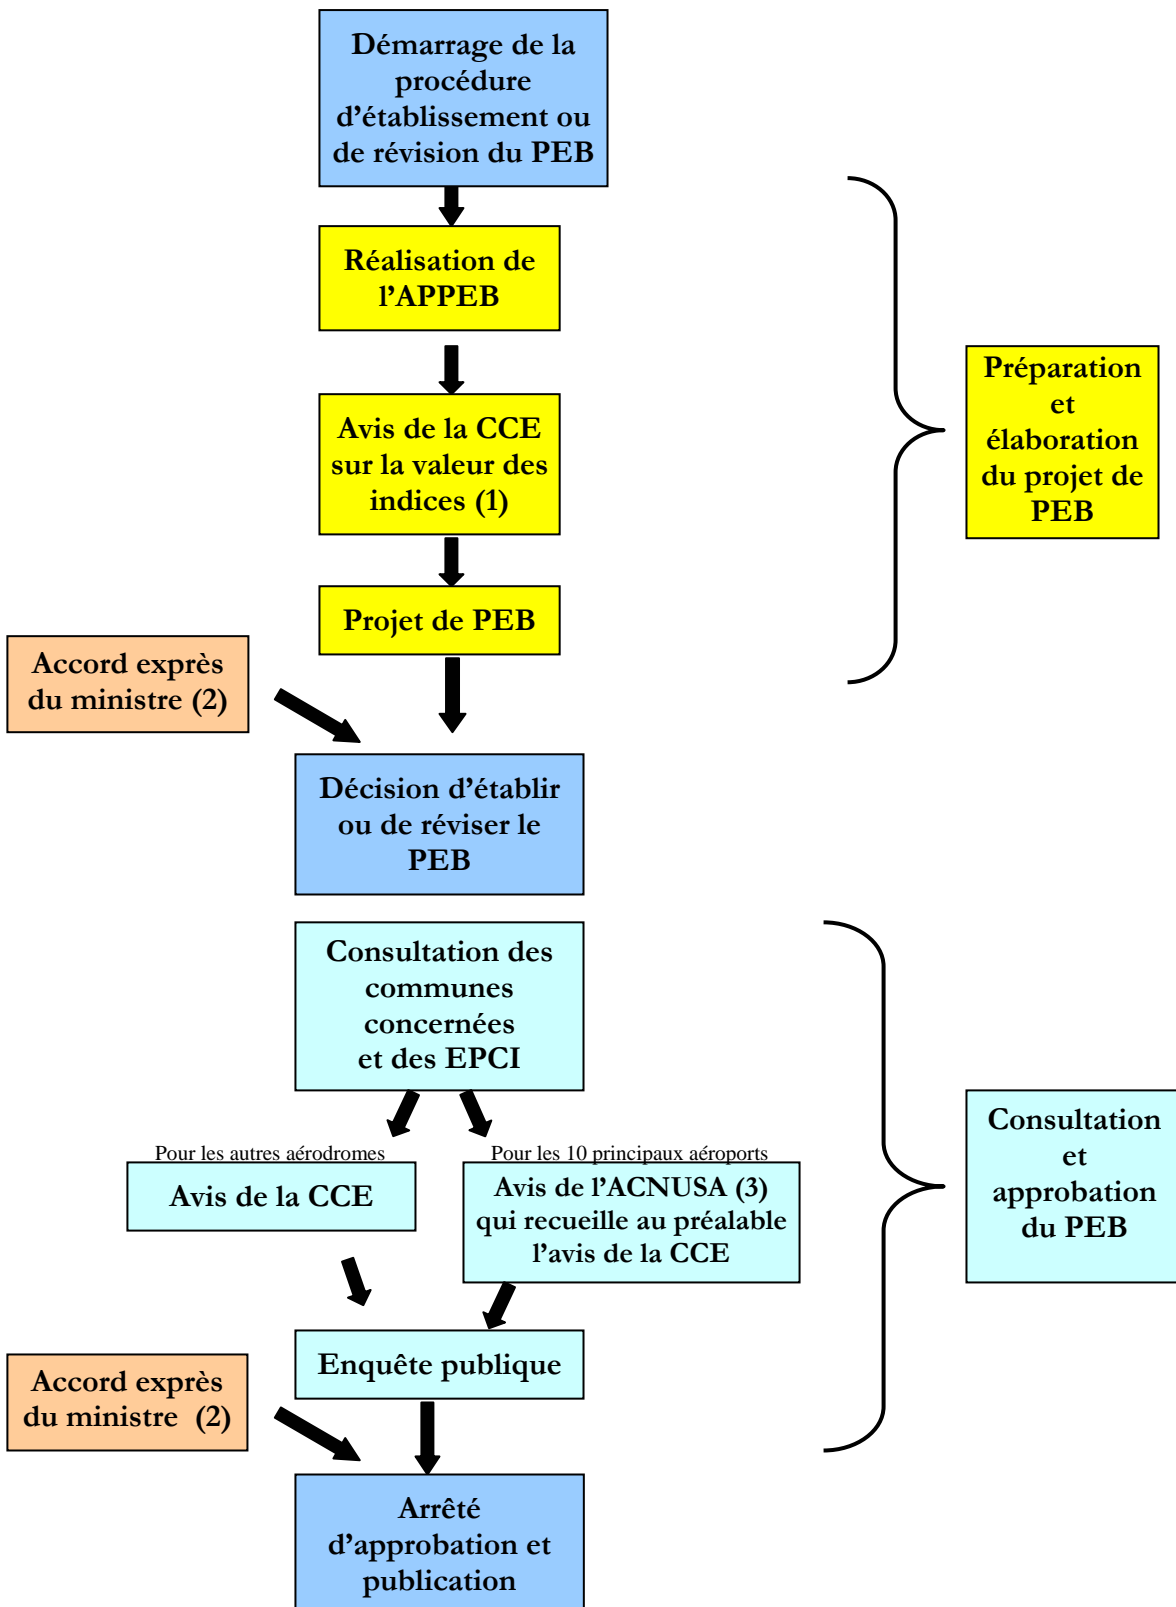 Démarrage de la
procédure
d’établissement ou
de révision du PEB
Réalisation de
l’APPEB
Avis de la CCE
sur la valeur des
indices (1)
Projet de PEB
Préparation
et
élaboration
du projet de
PEB
Accord exprès
du ministre (2)
Décision d’établir
ou de réviser le
PEB
Consultation des
communes
concernées
et des EPCI
Pour les autres aérodromes
Avis de la CCE
Pour les 10 principaux aéroports
Avis de l’ACNUSA (3)
qui recueille au préalable
l’avis de la CCE
Consultation
et
approbation
du PEB
Enquête publique
Accord exprès
du ministre (2)
Arrêté
d’approbation et
publication